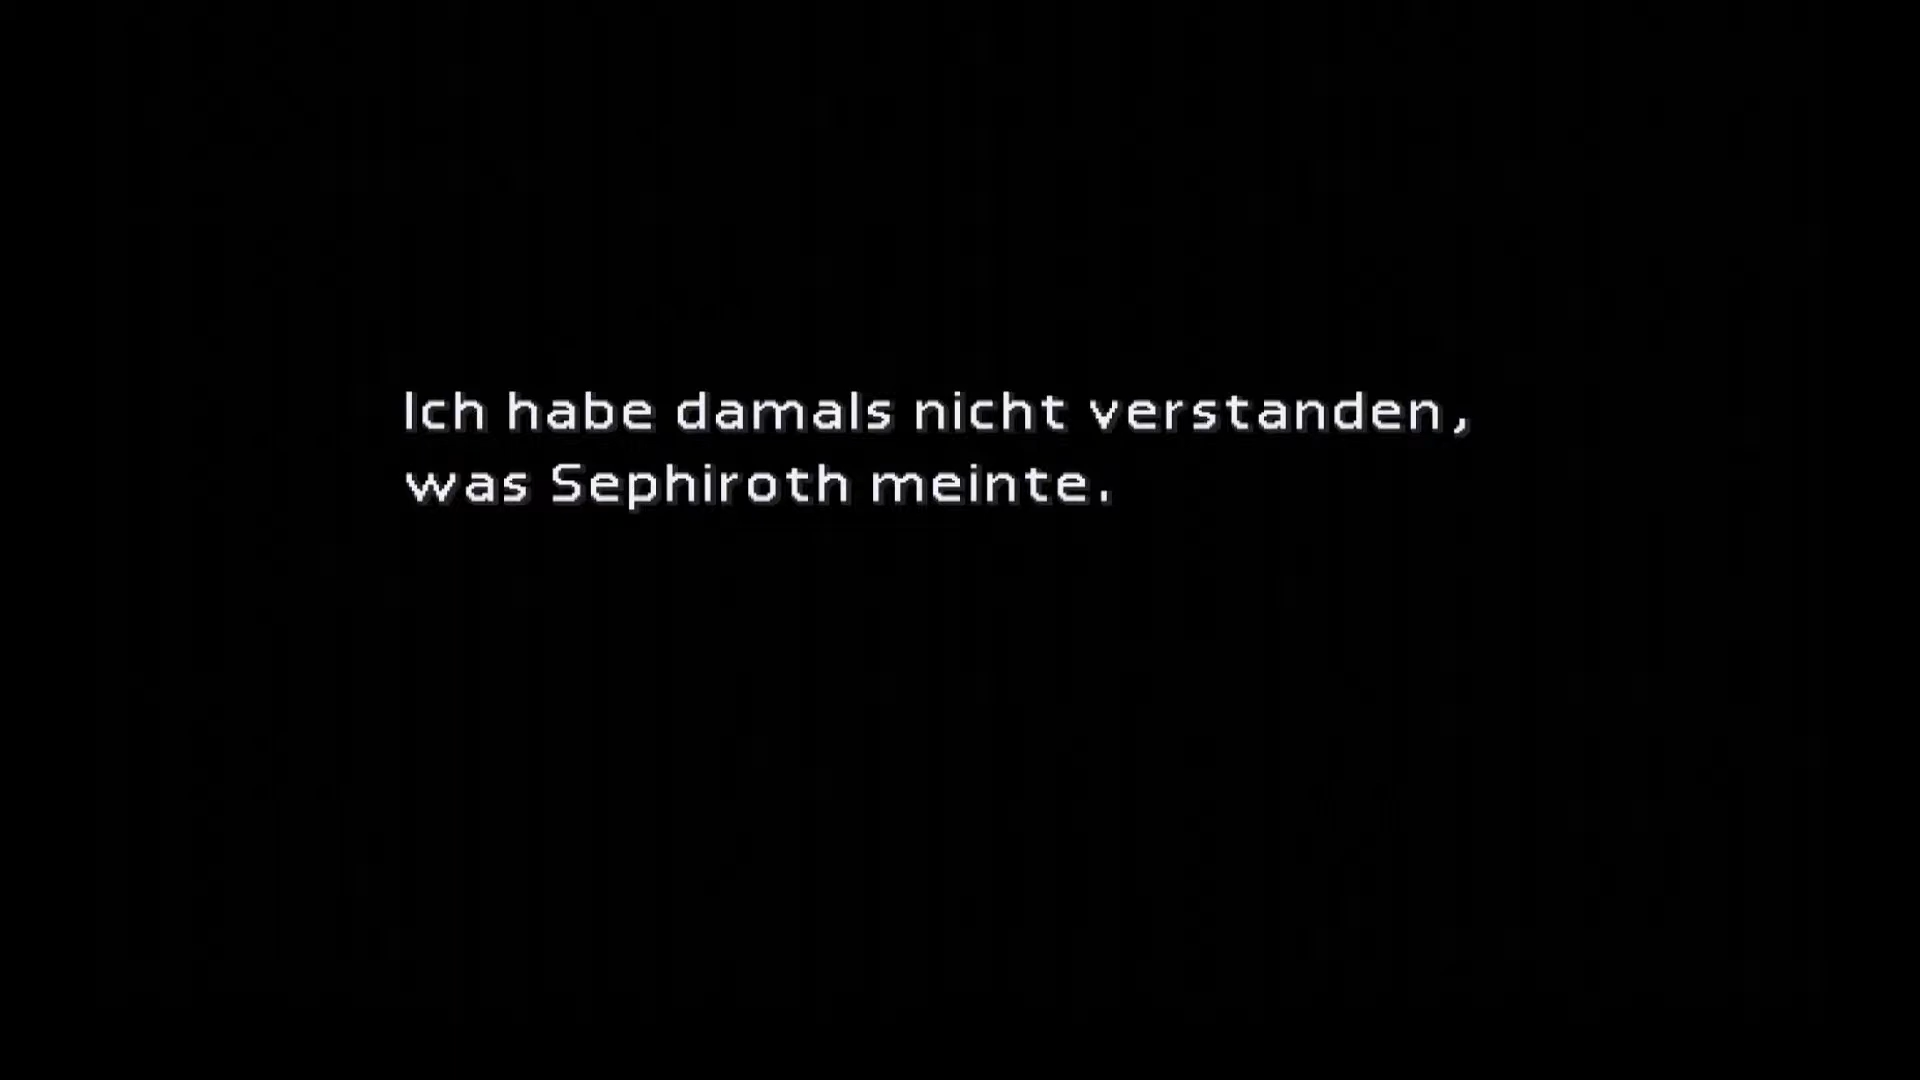 Ich habe damals nicht verstanden,
was Sephiroth meinte.